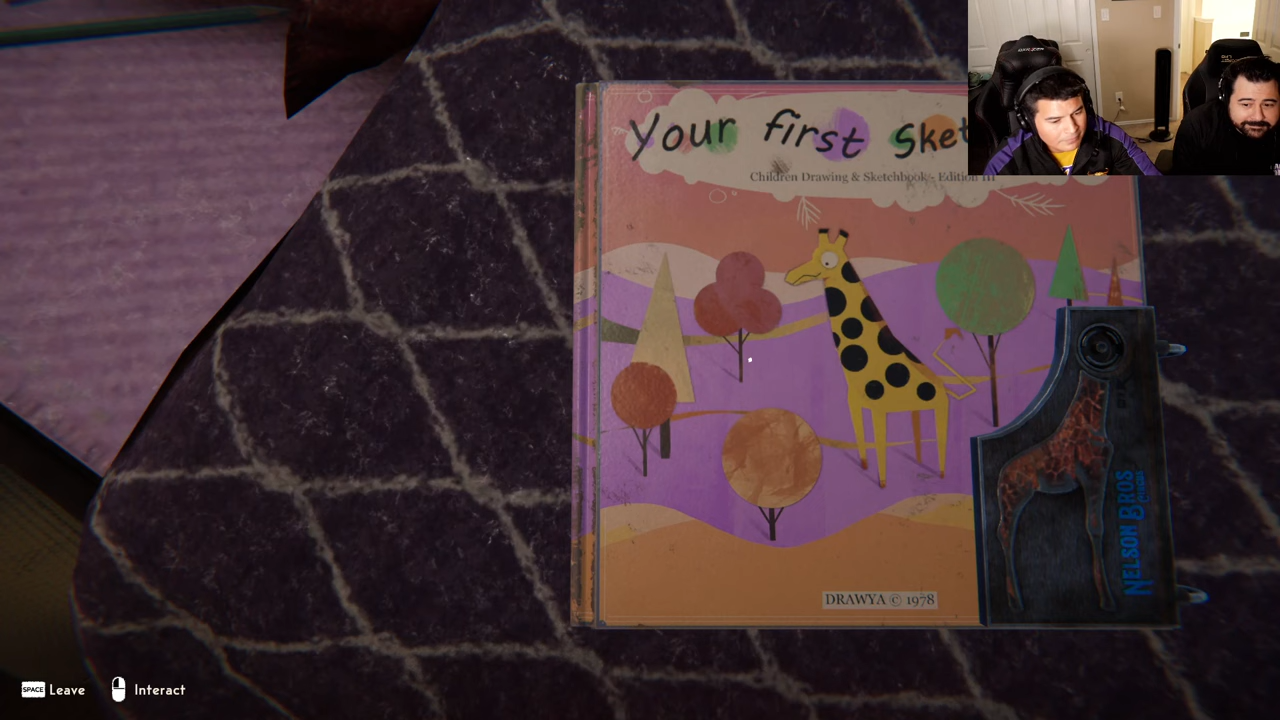 Your first Sket
Children Drawing & Sketchbook - Edition III
NELSON BROS
DRAWYA © 1978
SPACE Leave
Interact